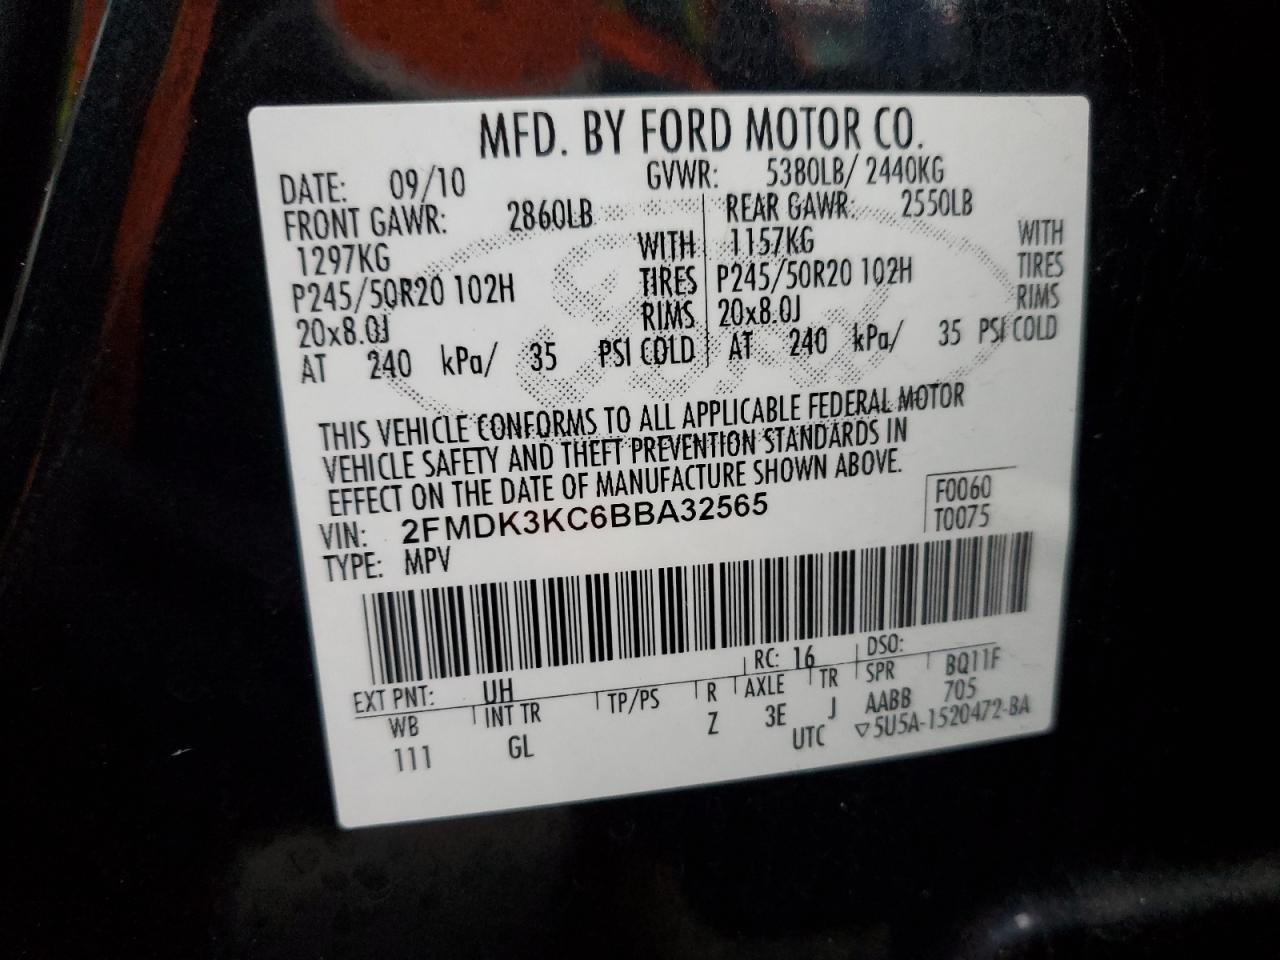 MFD. BY FORD MOTOR CO.
DATE: 09/10 GVWR: 5380LB/ 2440KG
FRONT GAWR: 2860LB REAR GAWR: 2550LB
1297KG WITH 1157KG WITH
P245/50R20 102H TIRES P245/50R20 102H TIRES
20x8.0J RIMS 20x8.0J RIMS
AT 240 kPa/ 35 PSI COLD AT 240 kPa/ 35 PSI COLD
THIS VEHICLE CONFORMS TO ALL APPLICABLE FEDERAL MOTOR
VEHICLE SAFETY AND THEFT PREVENTION STANDARDS IN
EFFECT ON THE DATE OF MANUFACTURE SHOWN ABOVE.
VIN: 2FMDK3KC6BBA32565 F0060
TYPE: MPV T0075
EXT PNT: UH RC: 16 DSO:
WB INT TR TP/PS R AXLE TR SPR BQ11F
111 GL Z 3E J AABB 705
UTC ▽5U5A-1520472-BA